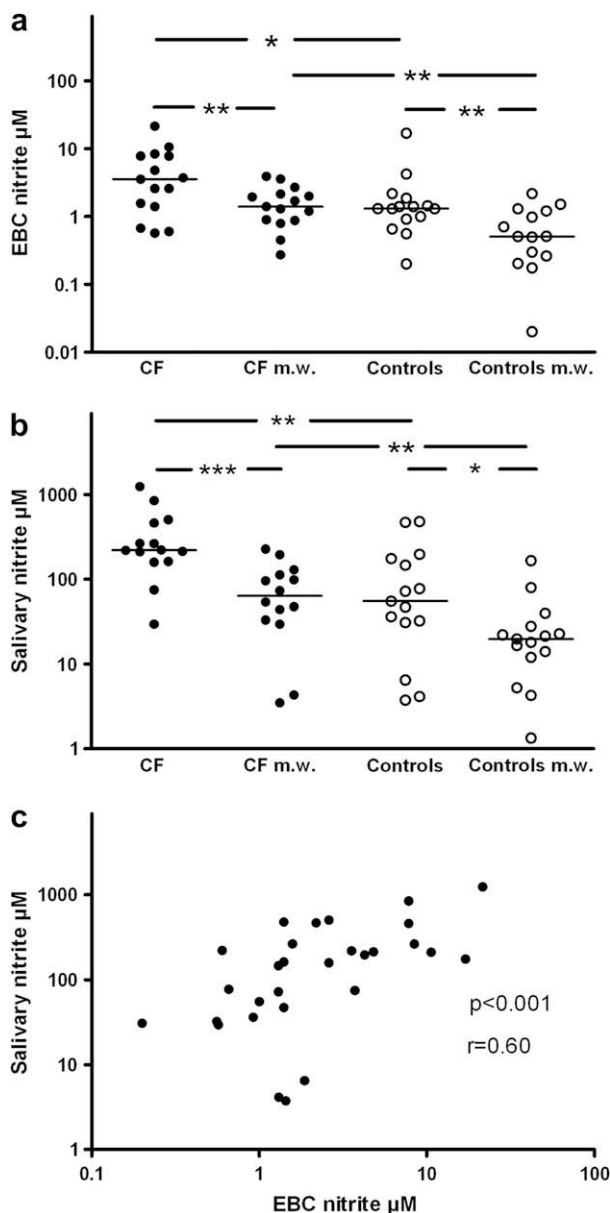 a
*
**
**
**
100
10
1
0.1
0.01
EBC nitrite µM
CF
CF m.w.
Controls
Controls m.w.
b
**
**
***
*
1000
100
10
1
Salivary nitrite µM
CF
CF m.w.
Controls
Controls m.w.
c
1000
100
10
1
Salivary nitrite µM
p<0.001
r=0.60
0.1
1
10
100
EBC nitrite µM